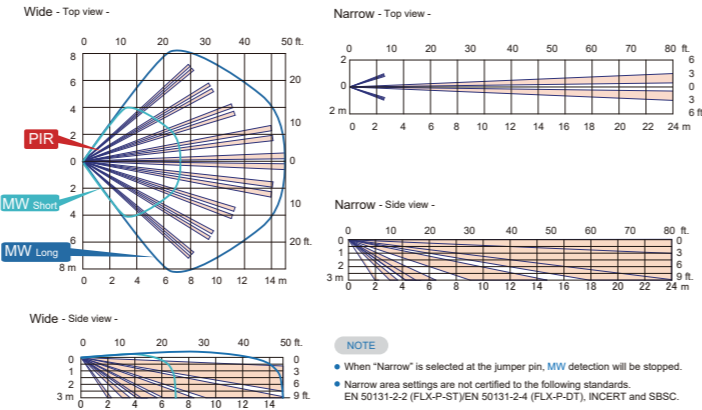 Wide - Top view -
0 10 20 30 40 50 ft.
8
6
4
2
0
2
4
6
8 m
20
10
0
10
20 ft.
0 2 4 6 8 10 12 14 m
PIR
MW Short
MW Long
Narrow - Top view -
0 10 20 30 40 50 60 70 80 ft.
2
0
2 m
6
3
0
3
6 ft
0 2 4 6 8 10 12 14 16 18 20 22 24 m
Narrow - Side view -
0 10 20 30 40 50 60 70 80 ft.
0
1
2
3 m
0
3
6
9 ft.
0 2 4 6 8 10 12 14 16 18 20 22 24 m
Wide - Side view -
0 10 20 30 40 50 ft.
0
1
2
3 m
0
3
6
9 ft.
0 2 4 6 8 10 12 14
NOTE
• When “Narrow” is selected at the jumper pin, MW detection will be stopped.
• Narrow area settings are not certified to the following standards.
EN 50131-2-2 (FLX-P-ST)/EN 50131-2-4 (FLX-P-DT), INCERT and SBSC.